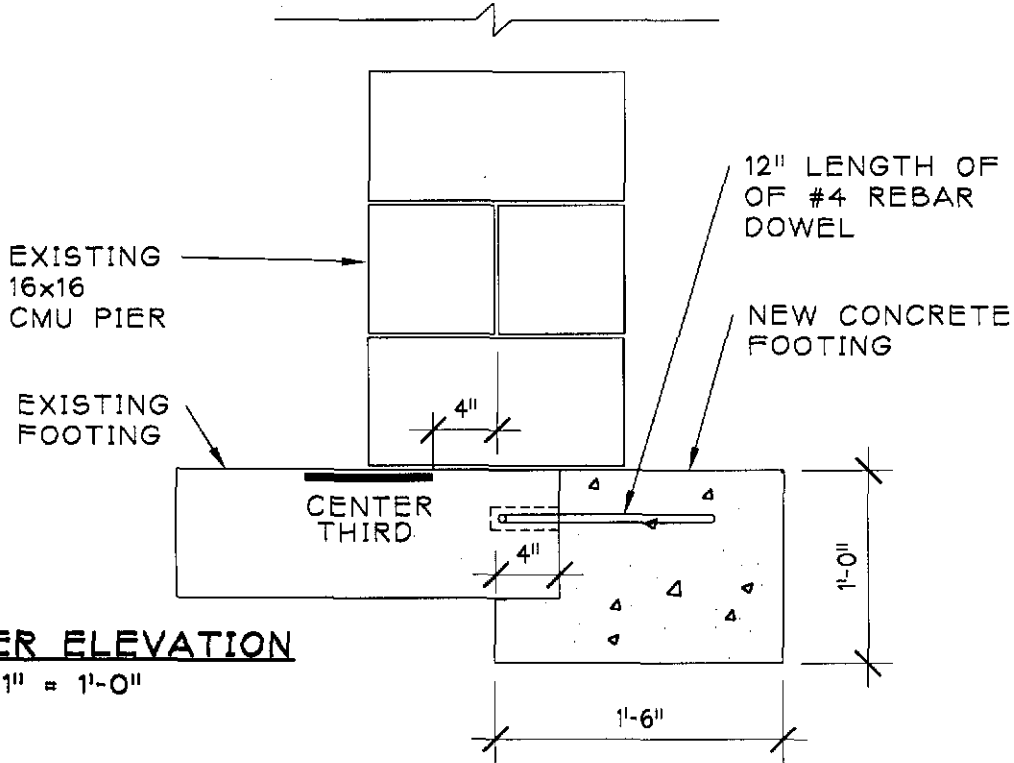 12" LENGTH OF
OF #4 REBAR
DOWEL
EXISTING
16x16
CMU PIER
NEW CONCRETE
FOOTING
EXISTING
FOOTING
4"
CENTER
THIRD
4"
1'-0"
ER ELEVATION
1" = 1'-0"
1'-6"